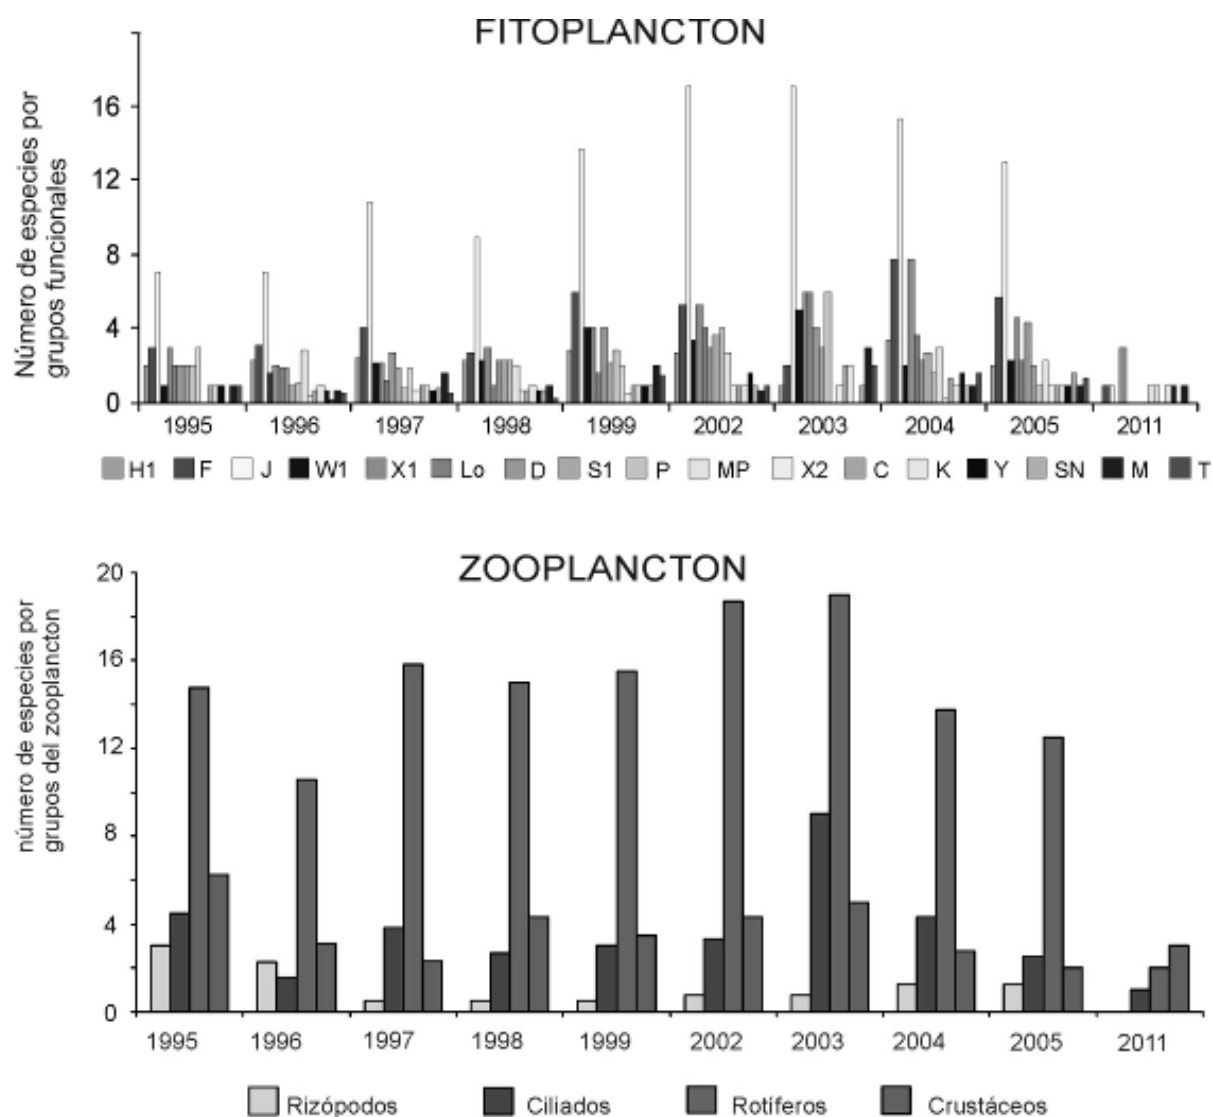 FITOPLANCTON
Número de especies por
grupos funcionales
16
12
8
4
0
1995 1996 1997 1998 1999 2002 2003 2004 2005 2011
H1 F J W1 X1 Lo D S1 P MP X2 C K Y SN M T
ZOOPLANCTON
número de especies por
grupos del zooplancton
20
16
12
8
4
0
1995 1996 1997 1998 1999 2002 2003 2004 2005 2011
Rizópodos Ciliados Rotíferos Crustáceos